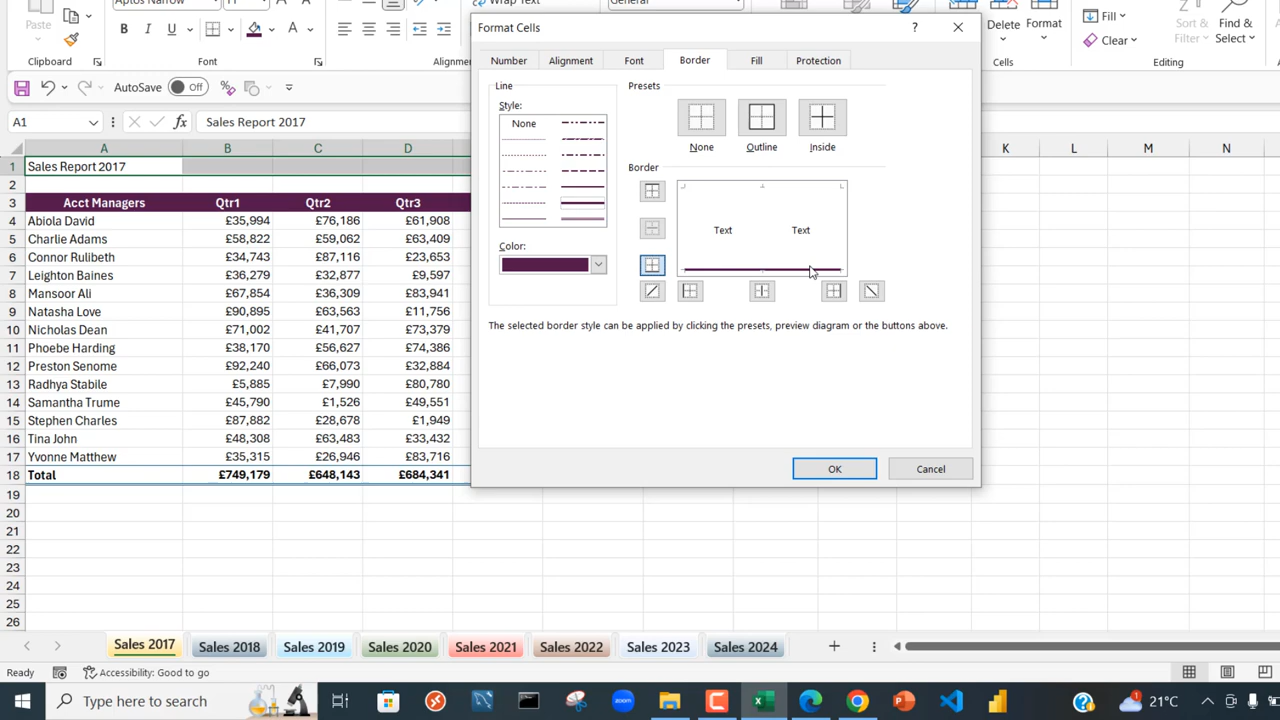 Aptos Narrow 11 Wrap Text General
Paste B I U A Delete Format Fill Clear Sort & Filter Find & Select
Clipboard Font Alignm Cells Editing
AutoSave Off
A1 fx Sales Report 2017
A B C D K L M N
1 Sales Report 2017
2
3 Acct Managers Qtr1 Qtr2 Qtr3
4 Abiola David £35,994 £76,186 £61,908
5 Charlie Adams £58,822 £59,062 £63,409
6 Connor Rulibeth £34,743 £87,116 £23,653
7 Leighton Baines £36,309 £32,877 £9,597
8 Mansoor Ali £67,854 £36,309 £83,941
9 Natasha Love £90,895 £63,563 £11,756
10 Nicholas Dean £71,002 £41,707 £73,379
11 Phoebe Harding £38,170 £56,627 £74,386
12 Preston Senome £92,240 £66,073 £32,884
13 Radhya Stabile £5,885 £7,990 £80,780
14 Samantha Trume £45,790 £1,526 £49,551
15 Stephen Charles £87,882 £28,678 £1,949
16 Tina John £48,308 £63,483 £33,432
17 Yvonne Matthew £35,315 £26,946 £83,716
18 Total £749,179 £648,143 £684,341
19
20
21
22
23
24
25
26
Format Cells ?
Number Alignment Font Border Fill Protection
Line
Style:
None
Color:
Presets
None Outline Inside
Border
Text Text
The selected border style can be applied by clicking the presets, preview diagram or the buttons above.
OK Cancel
Sales 2017 Sales 2018 Sales 2019 Sales 2020 Sales 2021 Sales 2022 Sales 2023 Sales 2024
Ready Accessibility: Good to go
Type here to search zoom 1 21°C